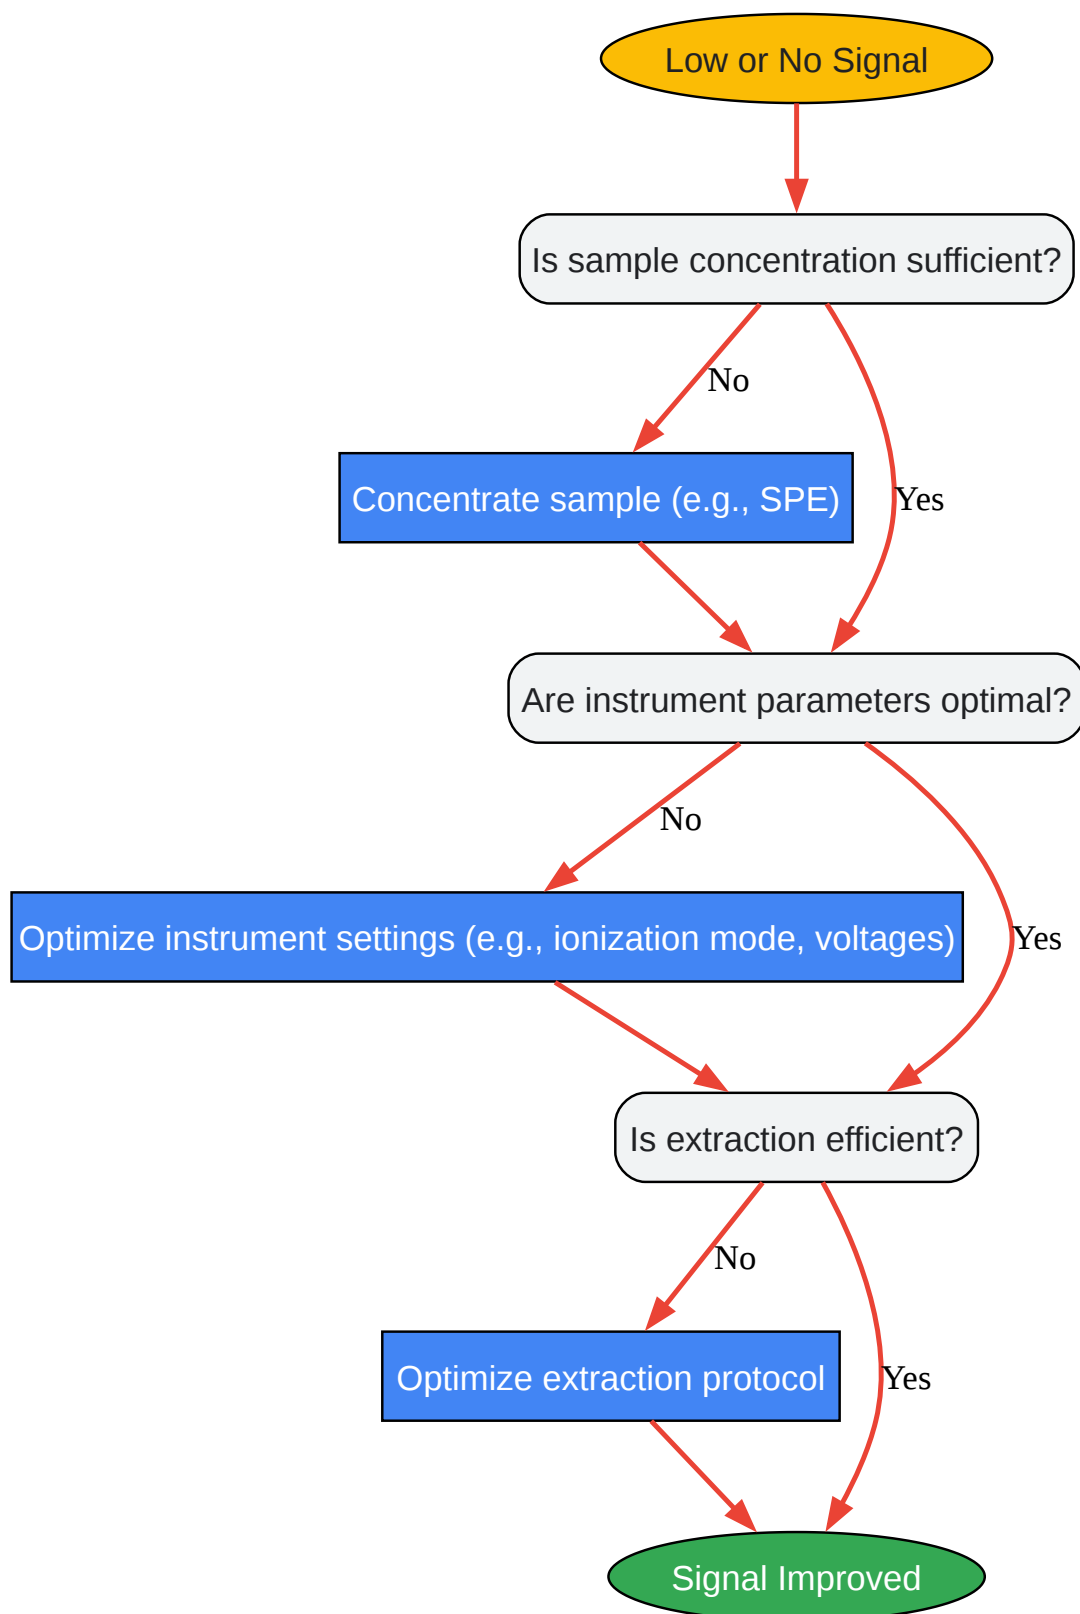 Low or No Signal
Is sample concentration sufficient?
No
Concentrate sample (e.g., SPE)
Yes
Are instrument parameters optimal?
No
Optimize instrument settings (e.g., ionization mode, voltages)
Yes
Is extraction efficient?
No
Optimize extraction protocol
Yes
Signal Improved